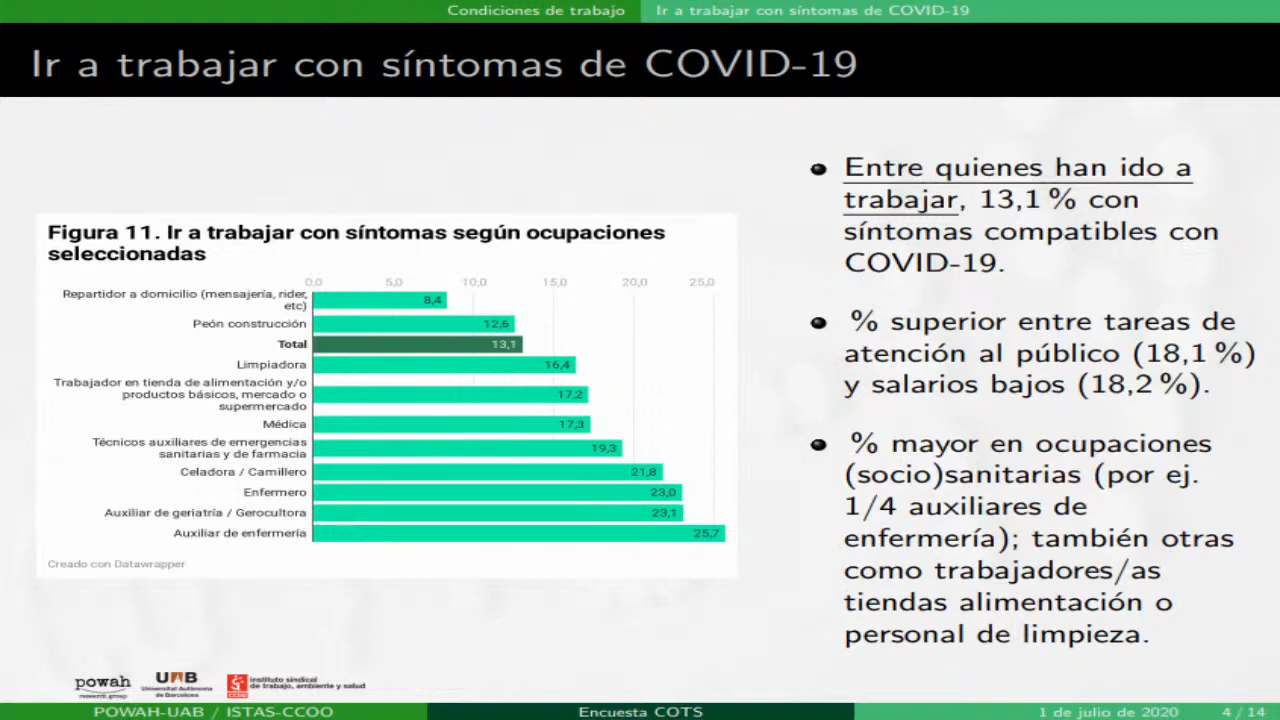 Condiciones de trabajo Ir a trabajar con síntomas de COVID-19
Ir a trabajar con síntomas de COVID-19
Figura 11. Ir a trabajar con síntomas según ocupaciones
seleccionadas
0,0 5,0 10,0 15,0 20,0 25,0
Repartidor a domicilio (mensajería, rider,
etc) 8,4
Peón construcción 12,6
Total 13,1
Limpiadora 16,4
Trabajador en tienda de alimentación y/o
productos básicos, mercado o 17,2
supermercado
Médica 17,3
Técnicos auxiliares de emergencias
sanitarias y de farmacia 19,3
Celadora / Camillero 21,8
Enfermero 23,0
Auxiliar de geriatría / Gerocultora 23,1
Auxiliar de enfermería 25,7
Creado con Datawrapper
Entre quienes han ido a
trabajar, 13,1 % con
síntomas compatibles con
COVID-19.
% superior entre tareas de
atención al público (18,1 %)
y salarios bajos (18,2 %).
% mayor en ocupaciones
(socio)sanitarias (por ej.
1/4 auxiliares de
enfermería); también otras
como trabajadores/as
tiendas alimentación o
personal de limpieza.
powah
research group
UAB
Universitat Autònoma
de Barcelona
CCOO
instituto sindical
de trabajo, ambiente y salud
POWAH-UAB / ISTAS-CCOO Encuesta COTS 1 de julio de 2020 4 / 14